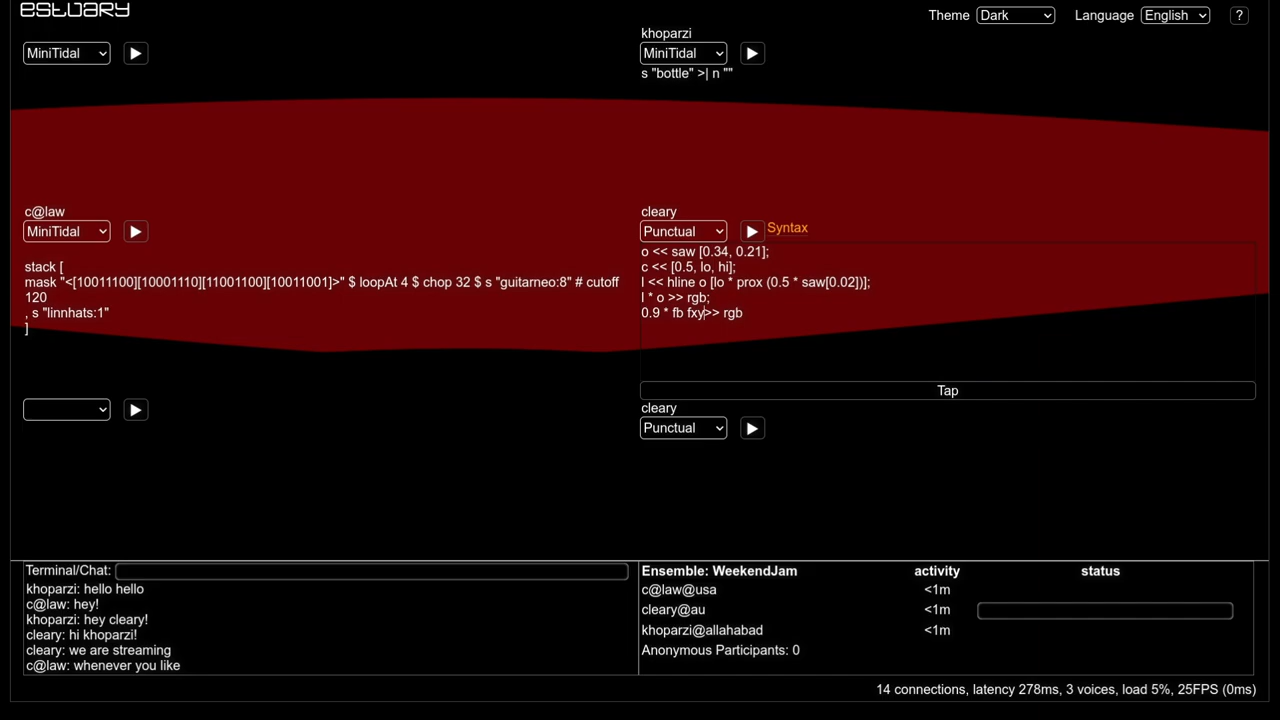 estuary
Theme Dark Language English ?
MiniTidal
khoparzi
MiniTidal
s "bottle" >| n ""
c@law
MiniTidal
stack [
mask "<[10011100][10001110][11001100][10011001]>" $ loopAt 4 $ chop 32 $ s "guitarneo:8" # cutoff
120
, s "linnhats:1"
]
cleary
Punctual Syntax
o << saw [0.34, 0.21];
c << [0.5, lo, hi];
l << hline o [lo * prox (0.5 * saw[0.02])];
l * o >> rgb;
0.9 * fb fxy>> rgb
Tap
cleary
Punctual
Terminal/Chat:
khoparzi: hello hello
c@law: hey!
khoparzi: hey cleary!
cleary: hi khoparzi!
cleary: we are streaming
c@law: whenever you like
Ensemble: WeekendJam activity status
c@law@usa <1m
cleary@au <1m
khoparzi@allahabad <1m
Anonymous Participants: 0
14 connections, latency 278ms, 3 voices, load 5%, 25FPS (0ms)